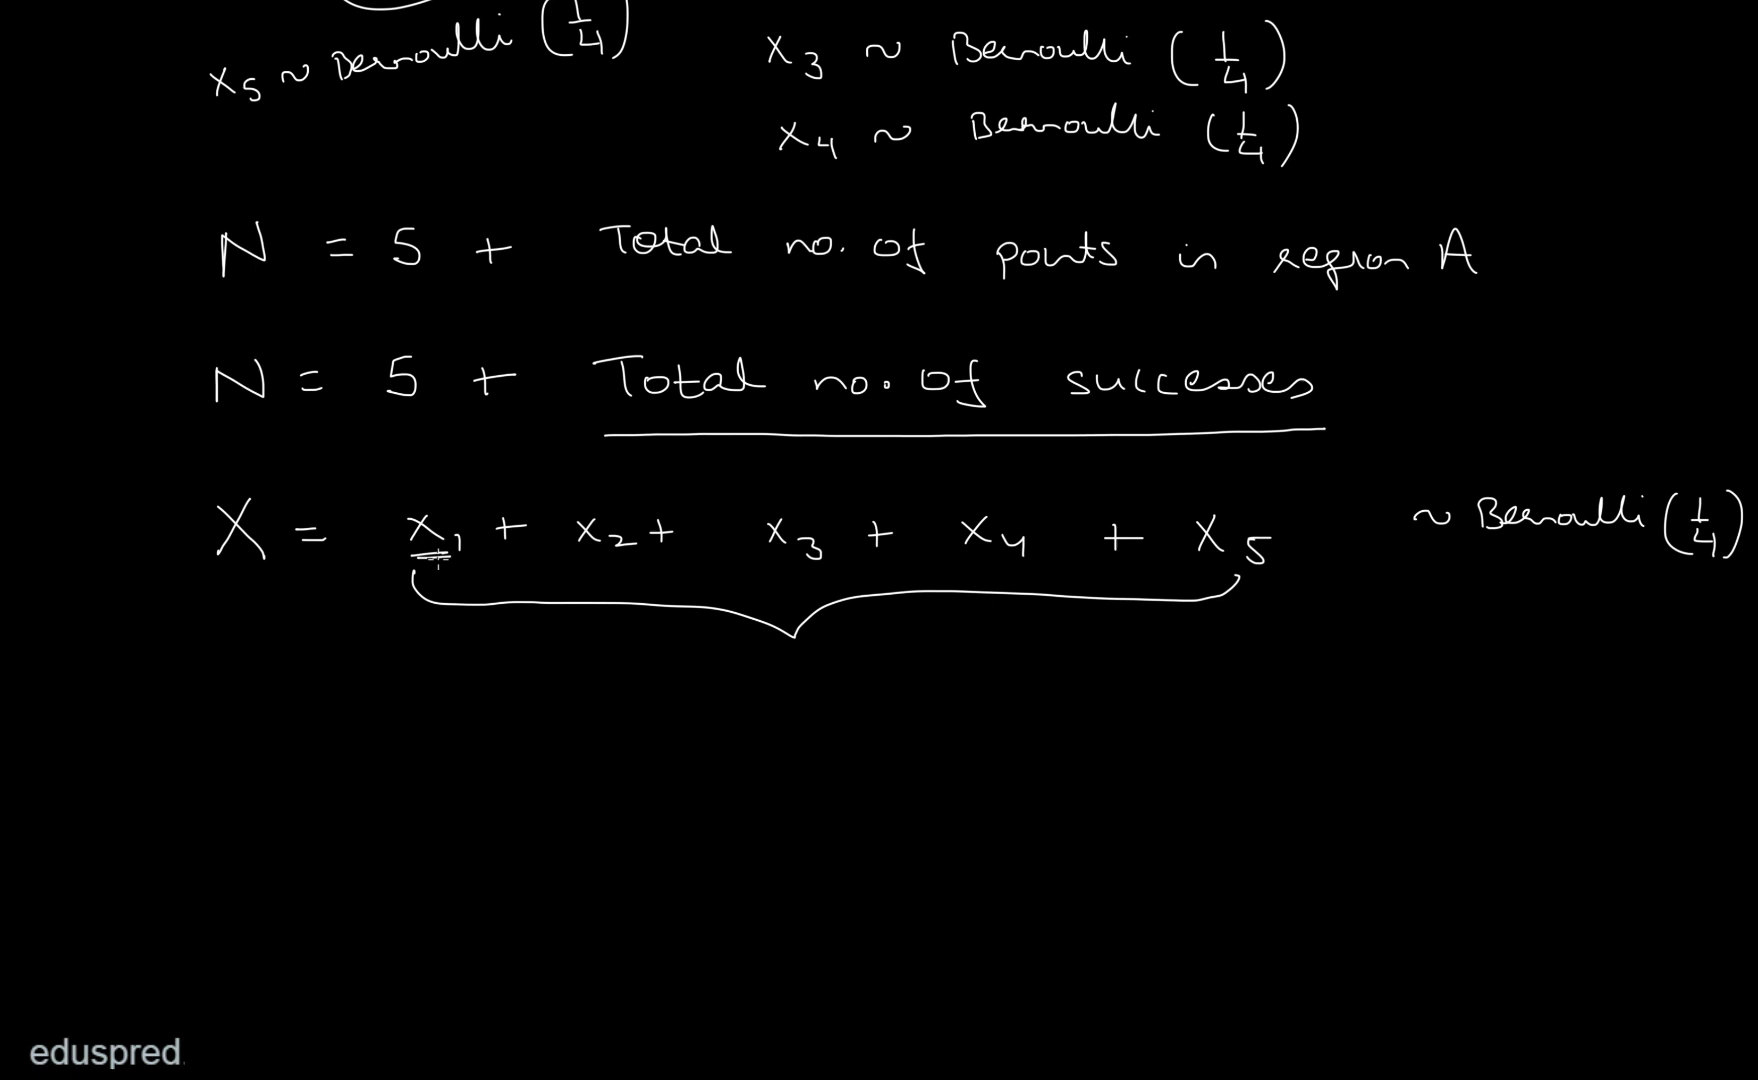 X5 ~ Bernoulli (1/4)
X3 ~ Bernoulli (1/4)
X4 ~ Bernoulli (1/4)
N = 5 + Total no. of points in region A
N = 5 + Total no. of successes
X = X1 + X2 + X3 + X4 + X5 ~ Bernoulli (1/4)
eduspred.